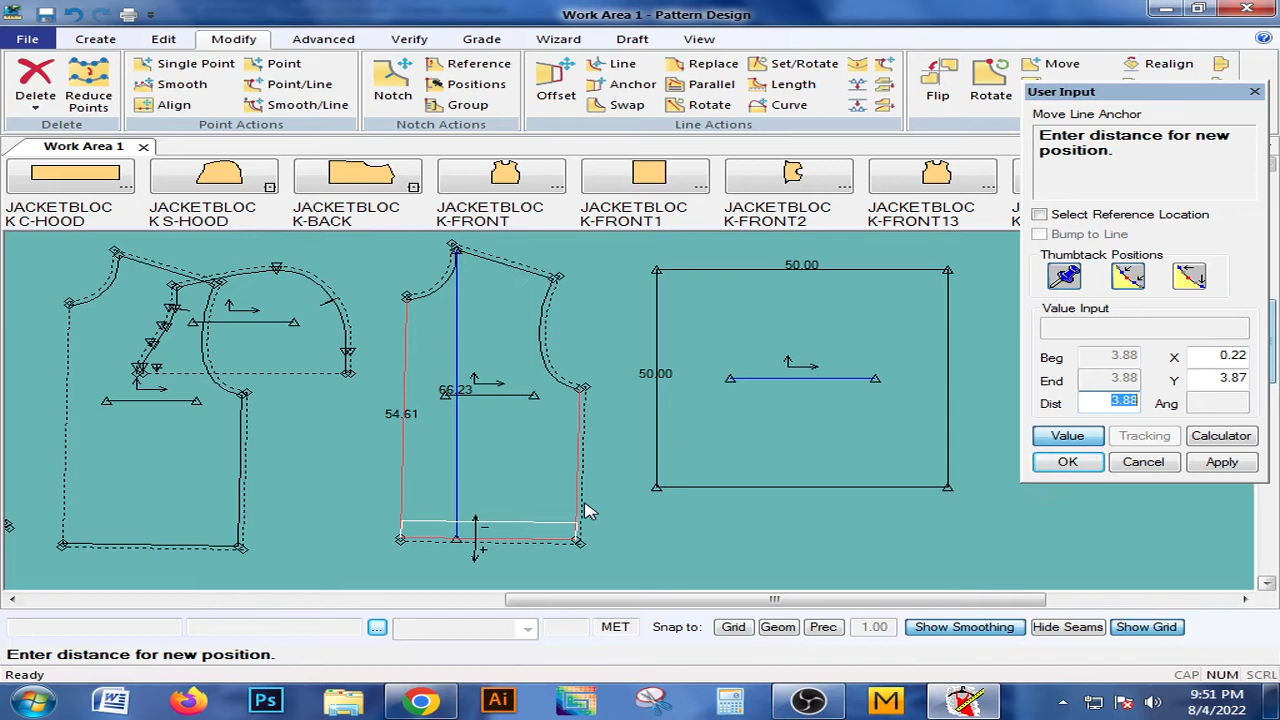 Work Area 1 - Pattern Design
File Create Edit Modify Advanced Verify Grade Wizard Draft View
Single Point Point Reference Line Replace Set/Rotate Move Realign
Smooth Point/Line Positions Anchor Parallel Length
Delete Reduce Points Align Smooth/Line Notch Group Offset Swap Rotate Curve Flip Rotate
Delete Point Actions Notch Actions Line Actions
Work Area 1
JACKETBLOC
K C-HOOD
JACKETBLOC
K S-HOOD
JACKETBLOC
K-BACK
JACKETBLOC
K-FRONT
JACKETBLOC
K-FRONT1
JACKETBLOC
K-FRONT2
JACKETBLOC
K-FRONT13
50.00
50.00
66.23
54.61
User Input
Move Line Anchor
Enter distance for new
position.
Select Reference Location
Bump to Line
Thumbtack Positions
Value Input
Beg 3.88 X 0.22
End 3.88 Y 3.87
Dist 3.88 Ang
Value Tracking Calculator
OK Cancel Apply
... MET Snap to: Grid Geom Prec 1.00 Show Smoothing Hide Seams Show Grid
Enter distance for new position.
Ready CAP NUM SCRL
W Ps Ai M
9:51 PM
8/4/2022